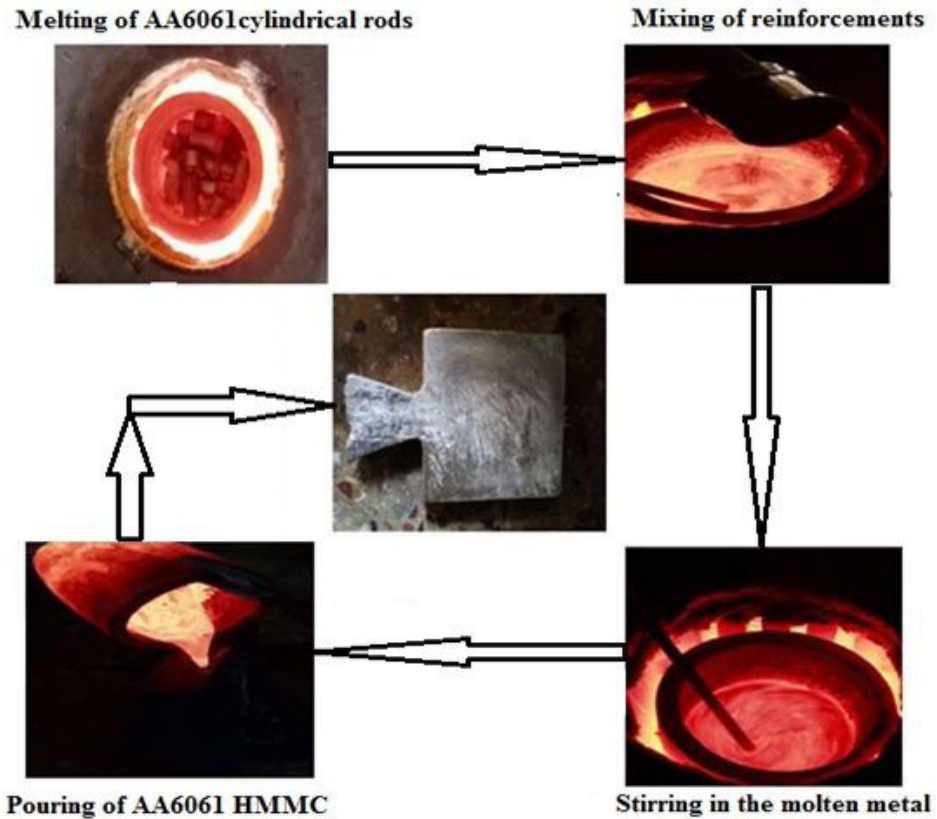 Melting of AA6061cylindrical rods
Mixing of reinforcements
Pouring of AA6061 HMMC
Stirring in the molten metal